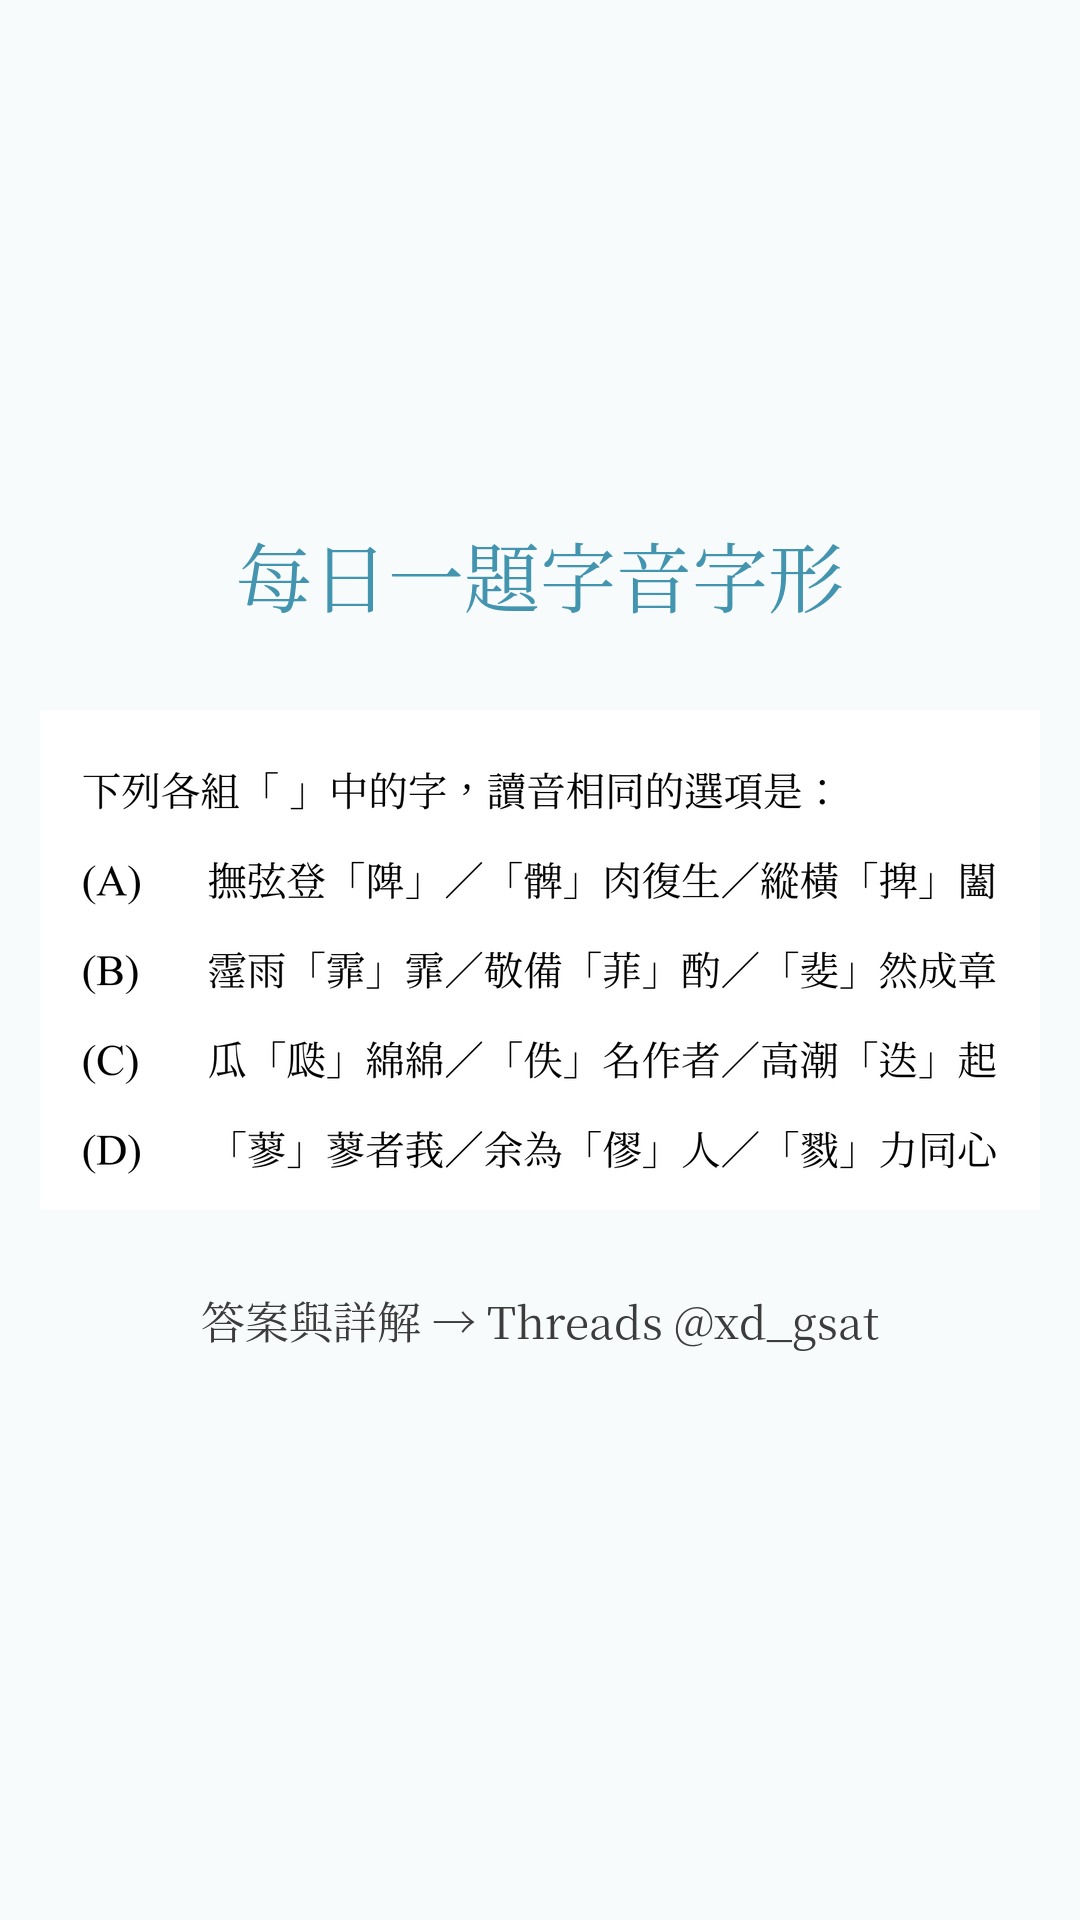 每日一題字音字形
下列各組「 」中的字，讀音相同的選項是：
(A) 撫弦登「陴」／「髀」肉復生／縱橫「捭」闔
(B) 霪雨「霏」霏／敬備「菲」酌／「斐」然成章
(C) 瓜「瓞」綿綿／「佚」名作者／高潮「迭」起
(D) 「蓼」蓼者莪／余為「僇」人／「戮」力同心
答案與詳解 → Threads @xd_gsat